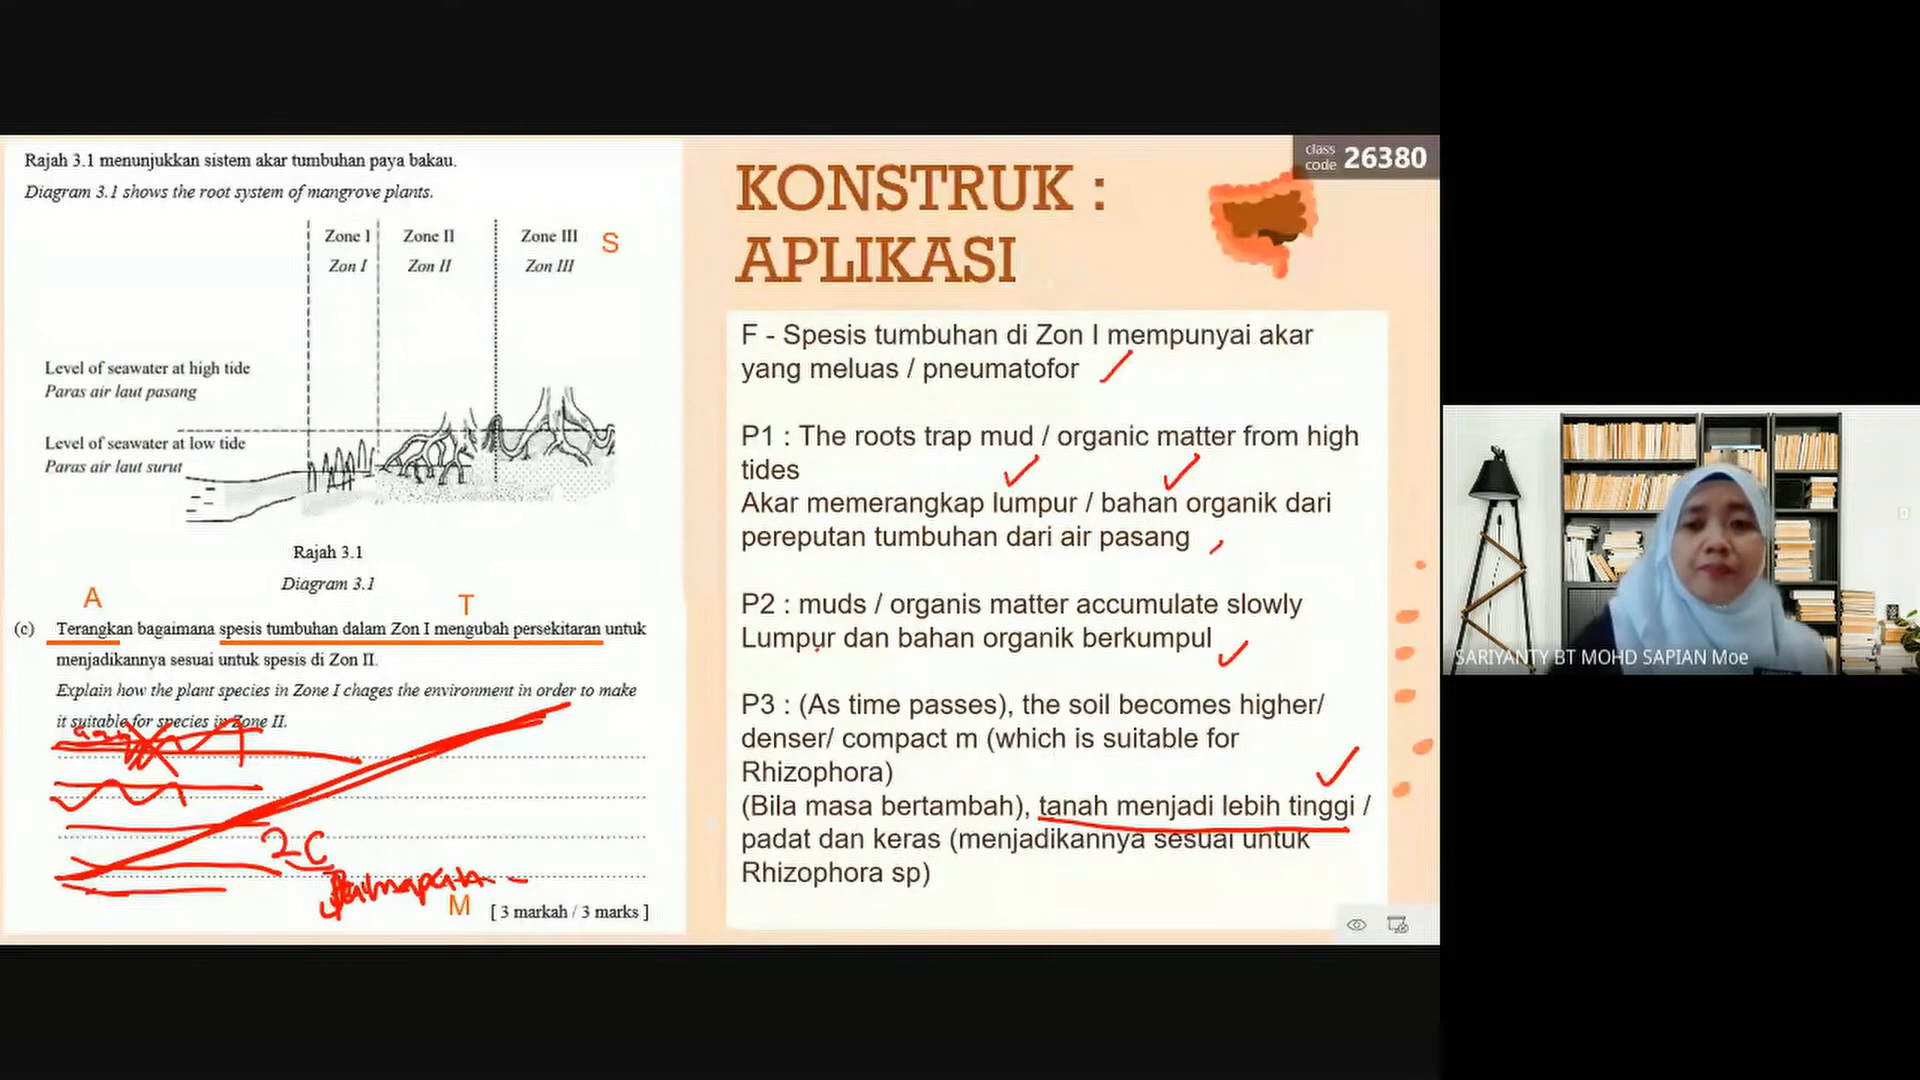 Rajah 3.1 menunjukkan sistem akar tumbuhan paya bakau.
Diagram 3.1 shows the root system of mangrove plants.
Zone I Zone II Zone III S
Zon I Zon II Zon III
Level of seawater at high tide
Paras air laut pasang
Level of seawater at low tide
Paras air laut surut
Rajah 3.1
Diagram 3.1
A T
(c) Terangkan bagaimana spesis tumbuhan dalam Zon I mengubah persekitaran untuk
menjadikannya sesuai untuk spesis di Zon II.
Explain how the plant species in Zone I chages the environment in order to make
it suitable for species in Zone II.
2C
M [ 3 markah / 3 marks ]
class
code 26380
KONSTRUK :
APLIKASI
F - Spesis tumbuhan di Zon I mempunyai akar
yang meluas / pneumatofor
P1 : The roots trap mud / organic matter from high
tides
Akar memerangkap lumpur / bahan organik dari
pereputan tumbuhan dari air pasang
P2 : muds / organis matter accumulate slowly
Lumpur dan bahan organik berkumpul
P3 : (As time passes), the soil becomes higher/
denser/ compact m (which is suitable for
Rhizophora)
(Bila masa bertambah), tanah menjadi lebih tinggi /
padat dan keras (menjadikannya sesuai untuk
Rhizophora sp)
SARIYANTY BT MOHD SAPIAN Moe